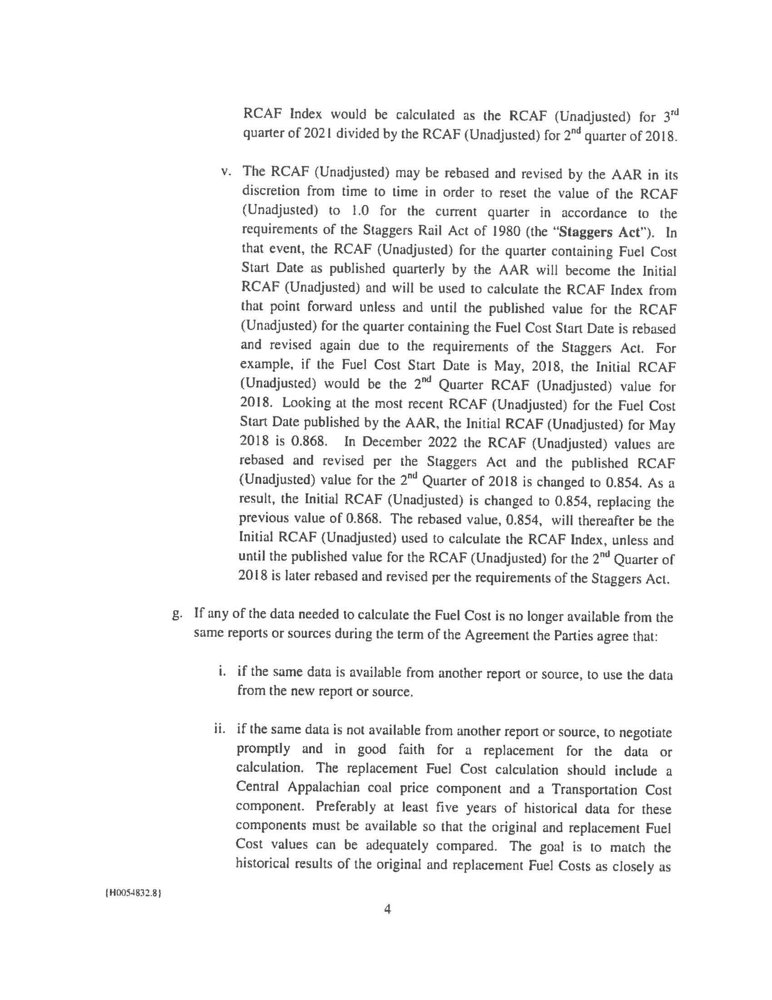 RCAF Index would be calculated as the RCAF (Unadjusted) for 3rd
quarter of 2021 divided by the RCAF (Unadjusted) for 2nd quarter of 2018.
v. The RCAF (Unadjusted) may be rebased and revised by the AAR in its
discretion from time to time in order to reset the value of the RCAF
(Unadjusted) to 1.0 for the current quarter in accordance to the
requirements of the Staggers Rail Act of 1980 (the “Staggers Act”). In
that event, the RCAF (Unadjusted) for the quarter containing Fuel Cost
Start Date as published quarterly by the AAR will become the Initial
RCAF (Unadjusted) and will be used to calculate the RCAF Index from
that point forward unless and until the published value for the RCAF
(Unadjusted) for the quarter containing the Fuel Cost Start Date is rebased
and revised again due to the requirements of the Staggers Act. For
example, if the Fuel Cost Start Date is May, 2018, the Initial RCAF
(Unadjusted) would be the 2nd Quarter RCAF (Unadjusted) value for
2018. Looking at the most recent RCAF (Unadjusted) for the Fuel Cost
Start Date published by the AAR, the Initial RCAF (Unadjusted) for May
2018 is 0.868. In December 2022 the RCAF (Unadjusted) values are
rebased and revised per the Staggers Act and the published RCAF
(Unadjusted) value for the 2nd Quarter of 2018 is changed to 0.854. As a
result, the Initial RCAF (Unadjusted) is changed to 0.854, replacing the
previous value of 0.868. The rebased value, 0.854, will thereafter be the
Initial RCAF (Unadjusted) used to calculate the RCAF Index, unless and
until the published value for the RCAF (Unadjusted) for the 2nd Quarter of
2018 is later rebased and revised per the requirements of the Staggers Act.
g. If any of the data needed to calculate the Fuel Cost is no longer available from the
same reports or sources during the term of the Agreement the Parties agree that:
i. if the same data is available from another report or source, to use the data
from the new report or source.
ii. if the same data is not available from another report or source, to negotiate
promptly and in good faith for a replacement for the data or
calculation. The replacement Fuel Cost calculation should include a
Central Appalachian coal price component and a Transportation Cost
component. Preferably at least five years of historical data for these
components must be available so that the original and replacement Fuel
Cost values can be adequately compared. The goal is to match the
historical results of the original and replacement Fuel Costs as closely as
{H0054832.8}
4